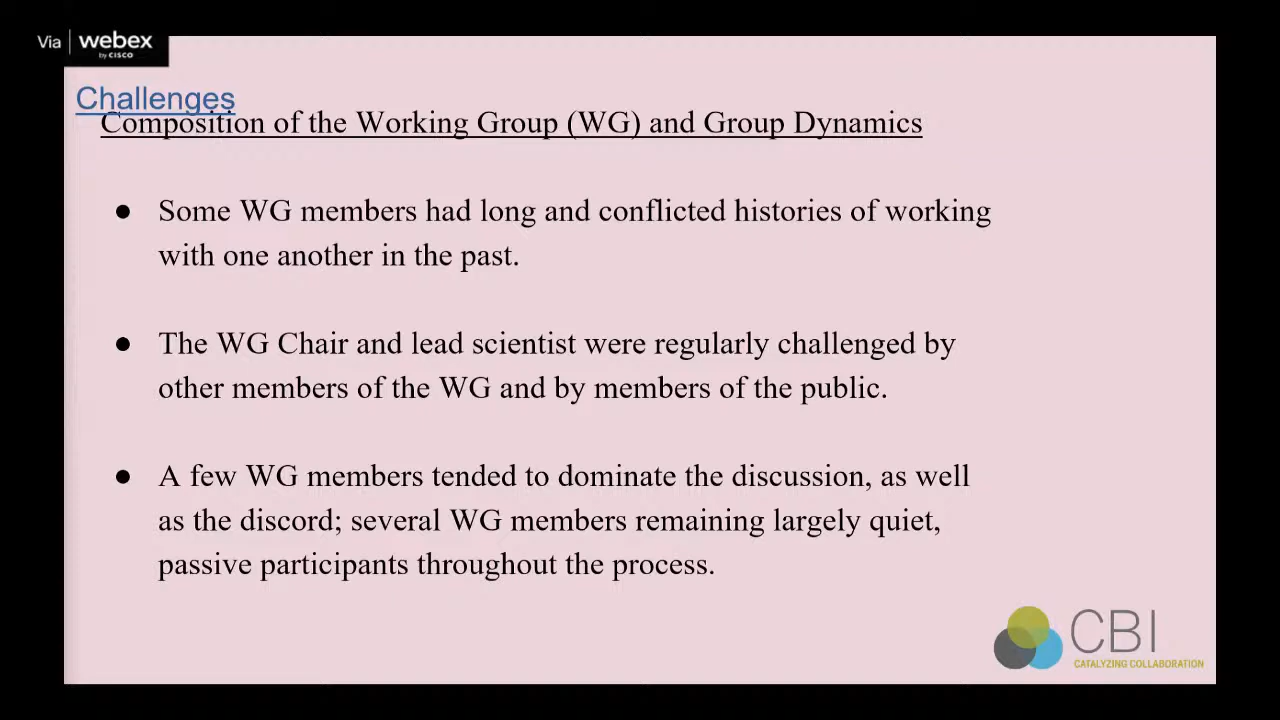 Via webex
by CISCO
Challenges
Composition of the Working Group (WG) and Group Dynamics
● Some WG members had long and conflicted histories of working
with one another in the past.
● The WG Chair and lead scientist were regularly challenged by
other members of the WG and by members of the public.
● A few WG members tended to dominate the discussion, as well
as the discord; several WG members remaining largely quiet,
passive participants throughout the process.
CBI
CATALYZING COLLABORATION